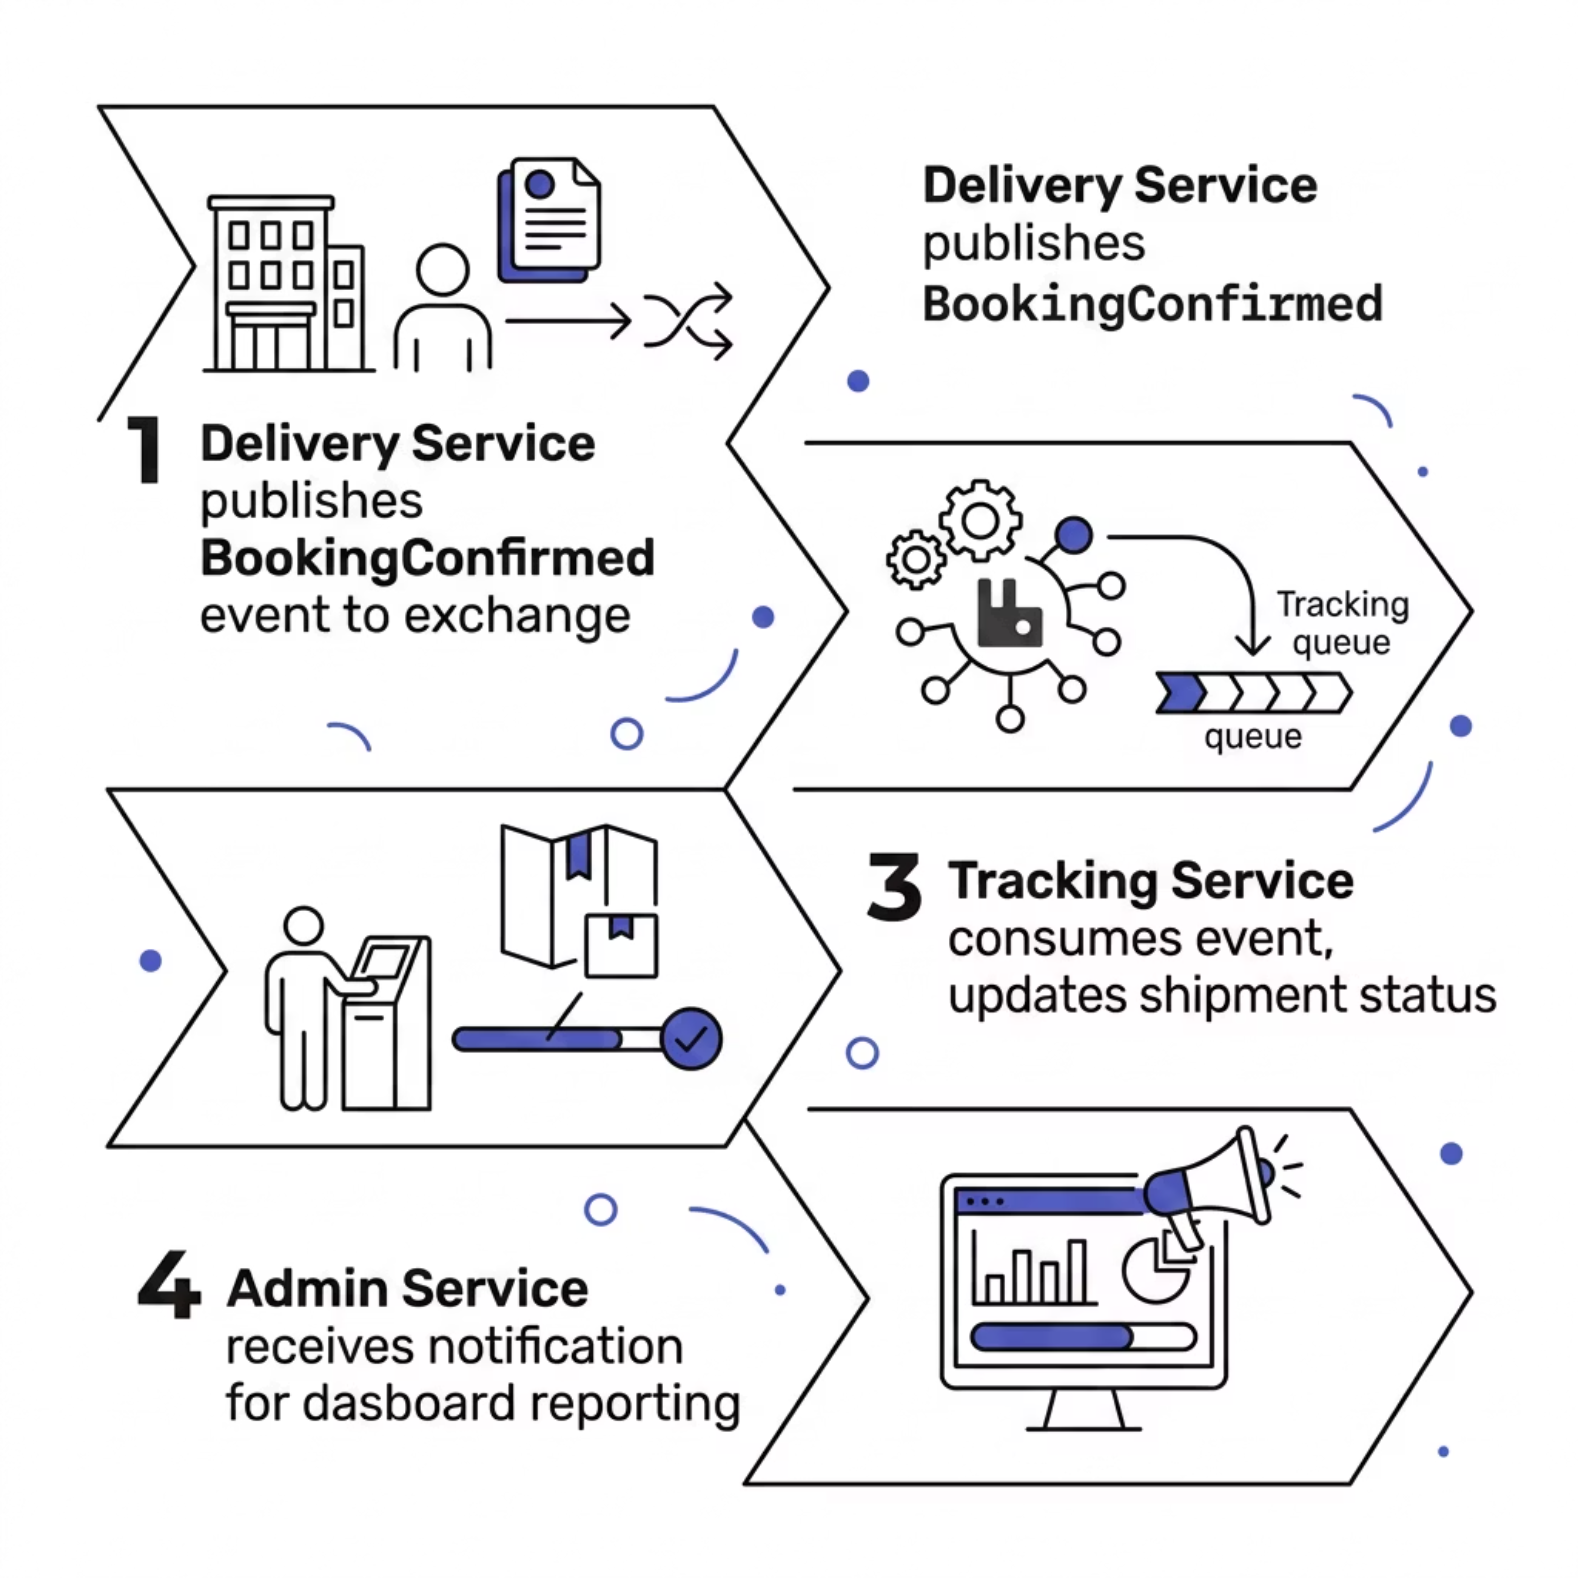 Delivery Service
publishes
BookingConfirmed
1
Delivery Service
publishes
BookingConfirmed
event to exchange
Tracking
queue
queue
3
Tracking Service
consumes event,
updates shipment status
4
Admin Service
receives notification
for dasboard reporting